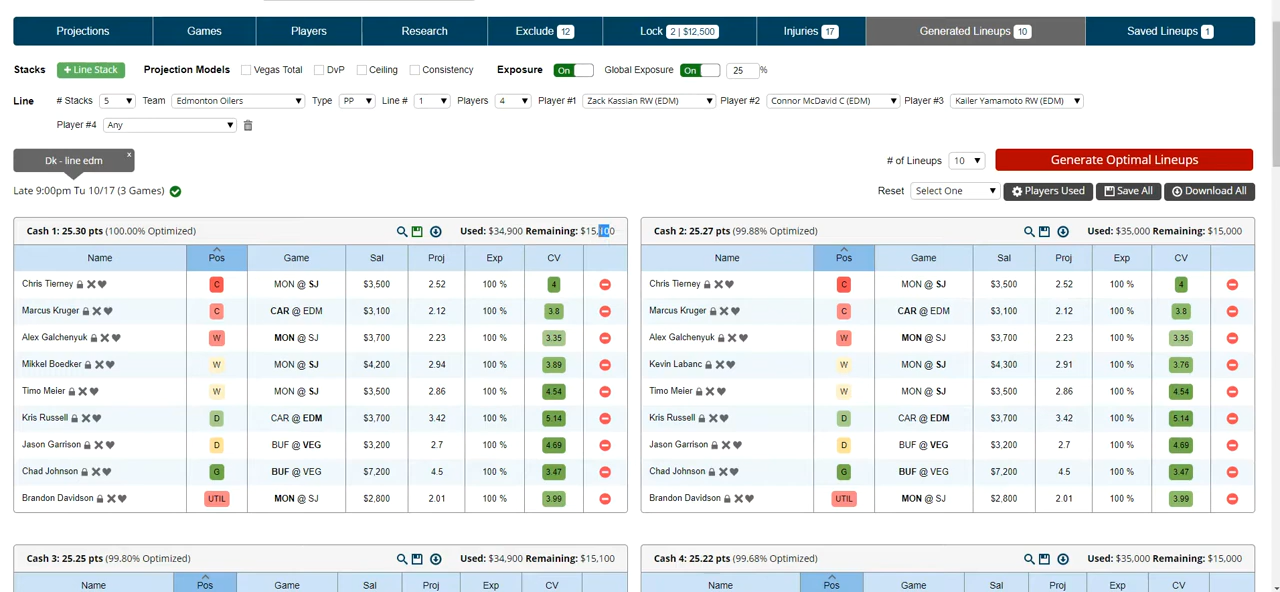 Projections Games Players Research Exclude 12 Lock 2 | $12,500 Injuries 17 Generated Lineups 10 Saved Lineups 1
Stacks + Line Stack Projection Models Vegas Total DvP Ceiling Consistency Exposure On Global Exposure On 25 %
Line # Stacks 5 Team Edmonton Oilers Type PP Line # 1 Players 4 Player #1 Zack Kassian RW (EDM) Player #2 Connor McDavid C (EDM) Player #3 Kailer Yamamoto RW (EDM)
Player #4 Any
Dk - line edm x
# of Lineups 10 Generate Optimal Lineups
Late 9:00pm Tu 10/17 (3 Games)
Reset Select One Players Used Save All Download All
Cash 1: 25.30 pts (100.00% Optimized) Used: $34,900 Remaining: $15,100
Name Pos Game Sal Proj Exp CV
Chris Tierney C MON @ SJ $3,500 2.52 100 % 4
Marcus Kruger C CAR @ EDM $3,100 2.12 100 % 3.8
Alex Galchenyuk W MON @ SJ $3,700 2.23 100 % 3.35
Mikkel Boedker W MON @ SJ $4,200 2.94 100 % 3.89
Timo Meier W MON @ SJ $3,500 2.86 100 % 4.54
Kris Russell D CAR @ EDM $3,700 3.42 100 % 5.14
Jason Garrison D BUF @ VEG $3,200 2.7 100 % 4.69
Chad Johnson G BUF @ VEG $7,200 4.5 100 % 3.47
Brandon Davidson UTIL MON @ SJ $2,800 2.01 100 % 3.99
Cash 2: 25.27 pts (99.88% Optimized) Used: $35,000 Remaining: $15,000
Name Pos Game Sal Proj Exp CV
Chris Tierney C MON @ SJ $3,500 2.52 100 % 4
Marcus Kruger C CAR @ EDM $3,100 2.12 100 % 3.8
Alex Galchenyuk W MON @ SJ $3,700 2.23 100 % 3.35
Kevin Labanc W MON @ SJ $4,300 2.91 100 % 3.76
Timo Meier W MON @ SJ $3,500 2.86 100 % 4.54
Kris Russell D CAR @ EDM $3,700 3.42 100 % 5.14
Jason Garrison D BUF @ VEG $3,200 2.7 100 % 4.69
Chad Johnson G BUF @ VEG $7,200 4.5 100 % 3.47
Brandon Davidson UTIL MON @ SJ $2,800 2.01 100 % 3.99
Cash 3: 25.25 pts (99.80% Optimized) Used: $34,900 Remaining: $15,100
Name Pos Game Sal Proj Exp CV
Cash 4: 25.22 pts (99.68% Optimized) Used: $35,000 Remaining: $15,000
Name Pos Game Sal Proj Exp CV